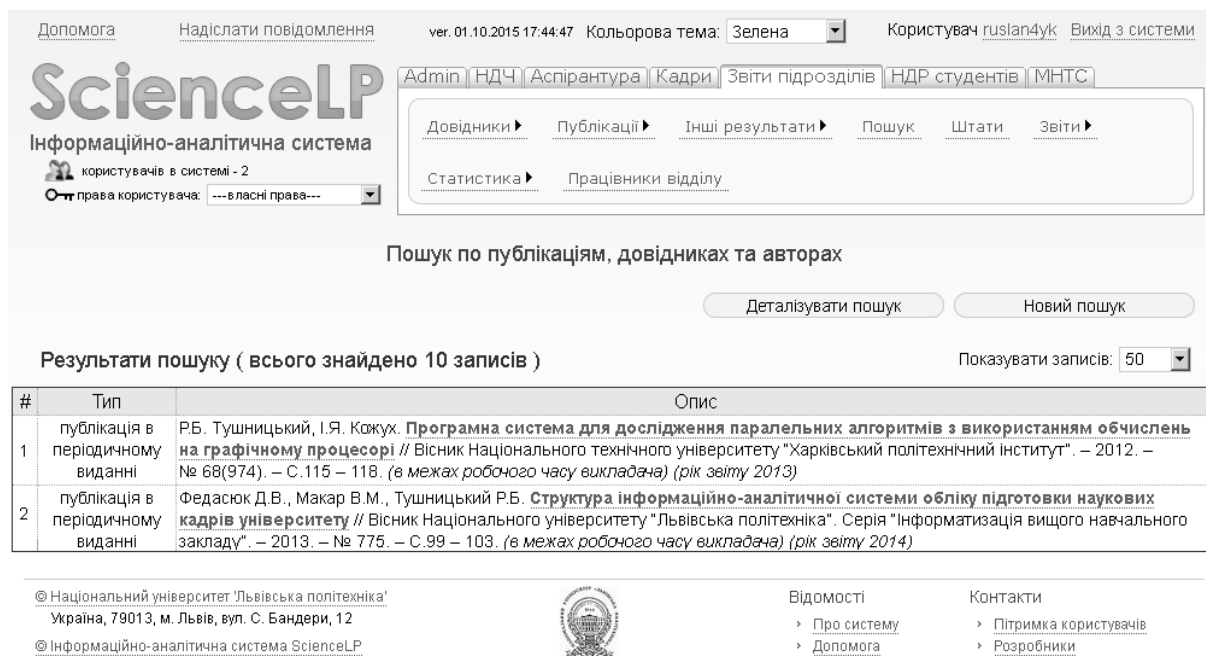 Допомога Надіслати повідомлення ver. 01.10.2015 17:44:47 Кольорова тема: Зелена Користувач ruslan4yk Вихід з системи
ScienceLP
Admin НДЧ Аспірантура Кадри Звіти підрозділів НДР студентів МНТС
Довідники Публікації Інші результати Пошук Штати Звіти
Інформаційно-аналітична система
користувачів в системі - 2
Статистика Працівники відділу
права користувача: ---власні права---
Пошук по публікаціям, довідниках та авторах
Деталізувати пошук Новий пошук
Результати пошуку ( всього знайдено 10 записів ) Показувати записів: 50
# Тип Опис
1 публікація в періодичному виданні
Р.Б. Тушницький, І.Я. Кожух. Програмна система для дослідження паралельних алгоритмів з використанням обчислень
на графічному процесорі // Вісник Національного технічного університету "Харківський політехнічний інститут". – 2012. –
№ 68(974). – С.115 – 118. (в межах робочого часу викладача) (рік звіту 2013)
2 публікація в періодичному виданні
Федасюк Д.В., Макар В.М., Тушницький Р.Б. Структура інформаційно-аналітичної системи обліку підготовки наукових
кадрів університету // Вісник Національного університету "Львівська політехніка". Серія "Інформатизація вищого навчального
закладу". – 2013. – № 775. – С.99 – 103. (в межах робочого часу викладача) (рік звіту 2014)
© Національний університет 'Львівська політехніка' Відомості Контакти
Україна, 79013, м. Львів, вул. С. Бандери, 12 Про систему Пітримка користувачів
© Інформаційно-аналітична система ScienceLP Допомога Розробники